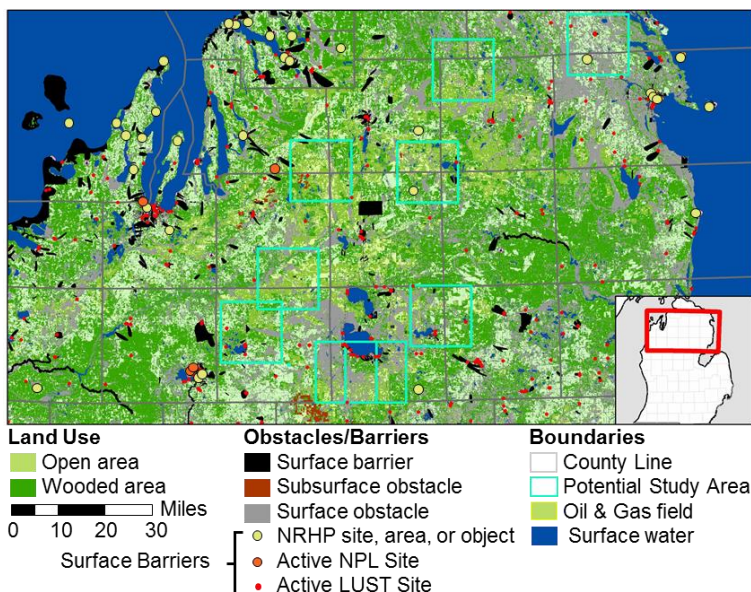 Land Use
Open area
Wooded area
Miles
0 5 10 20 30
Obstacles/Barriers
Surface barrier
Subsurface obstacle
Surface obstacle
Surface Barriers
NRHP site, area, or object
Active NPL Site
Active LUST Site
Boundaries
County Line
Potential Study Area
Oil & Gas field
Surface water